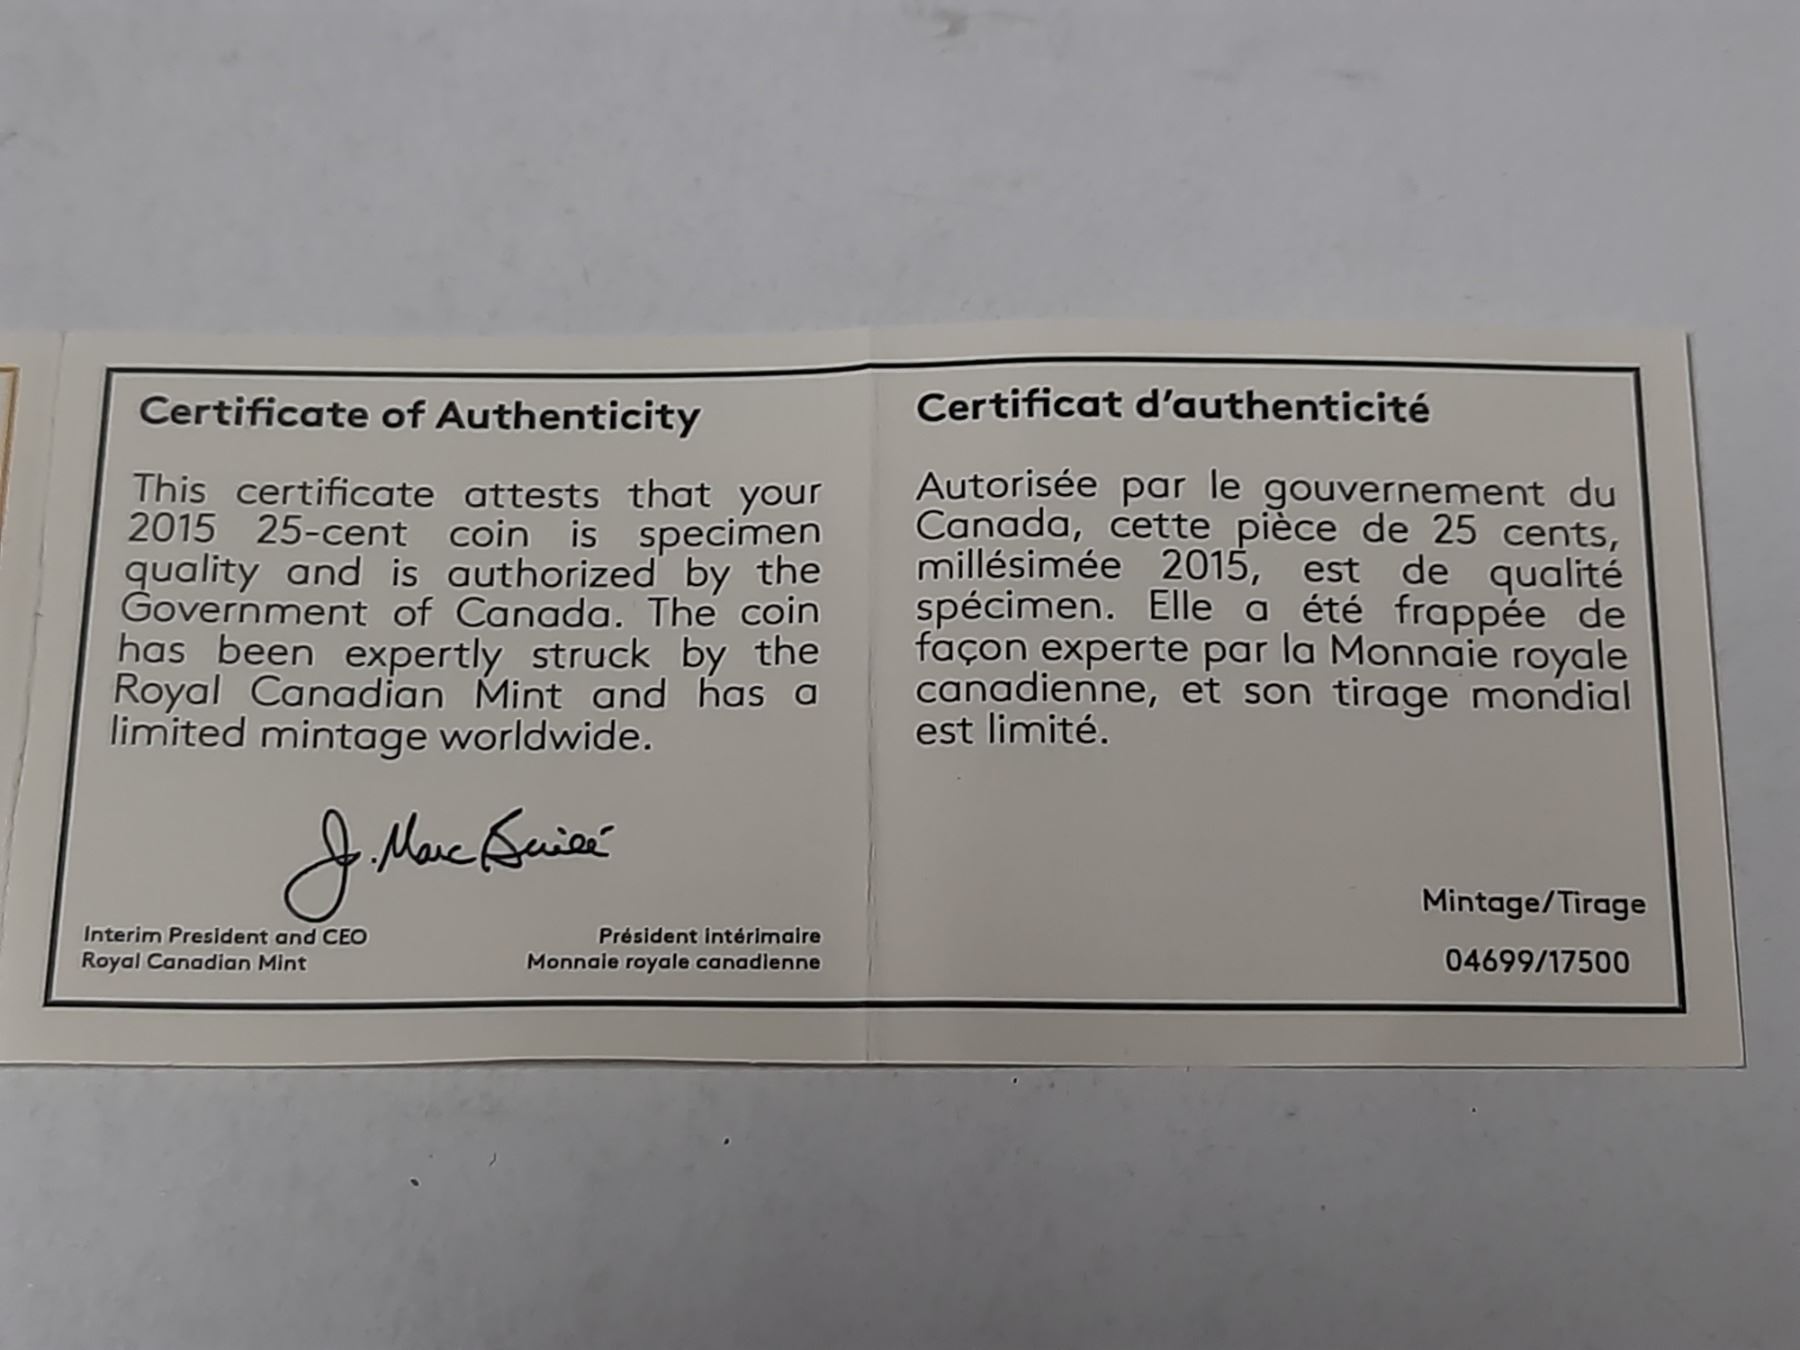 Certificate of Authenticity
This certificate attests that your
2015 25-cent coin is specimen
quality and is authorized by the
Government of Canada. The coin
has been expertly struck by the
Royal Canadian Mint and has a
limited mintage worldwide.
J. Marc
Interim President and CEO
Royal Canadian Mint
Président intérimaire
Monnaie royale canadienne
Certificat d'authenticité
Autorisée par le gouvernement du
Canada, cette pièce de 25 cents,
millésimée 2015, est de qualité
spécimen. Elle a été frappée de
façon experte par la Monnaie royale
canadienne, et son tirage mondial
est limité.
Mintage/Tirage
04699/17500